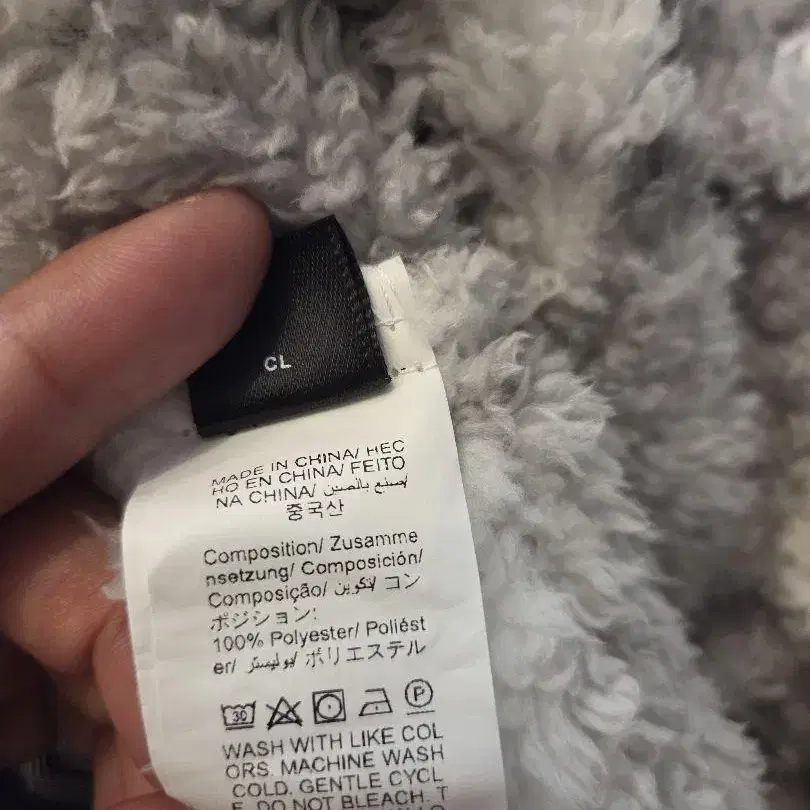 CL
MADE IN CHINA/ HEC
HO EN CHINA/ FEITO
NA CHINA/ صنع بالصين/
중국산
Composition/ Zusamme
nsetzung/ Composición/
Composição/ التكوين/ コン
ポジション:
100% Polyester/ Poliést
er/ بوليستر/ ポリエステル
30
P
WASH WITH LIKE COL
ORS. MACHINE WASH
COLD. GENTLE CYCL
E. DO NOT BLEACH. T